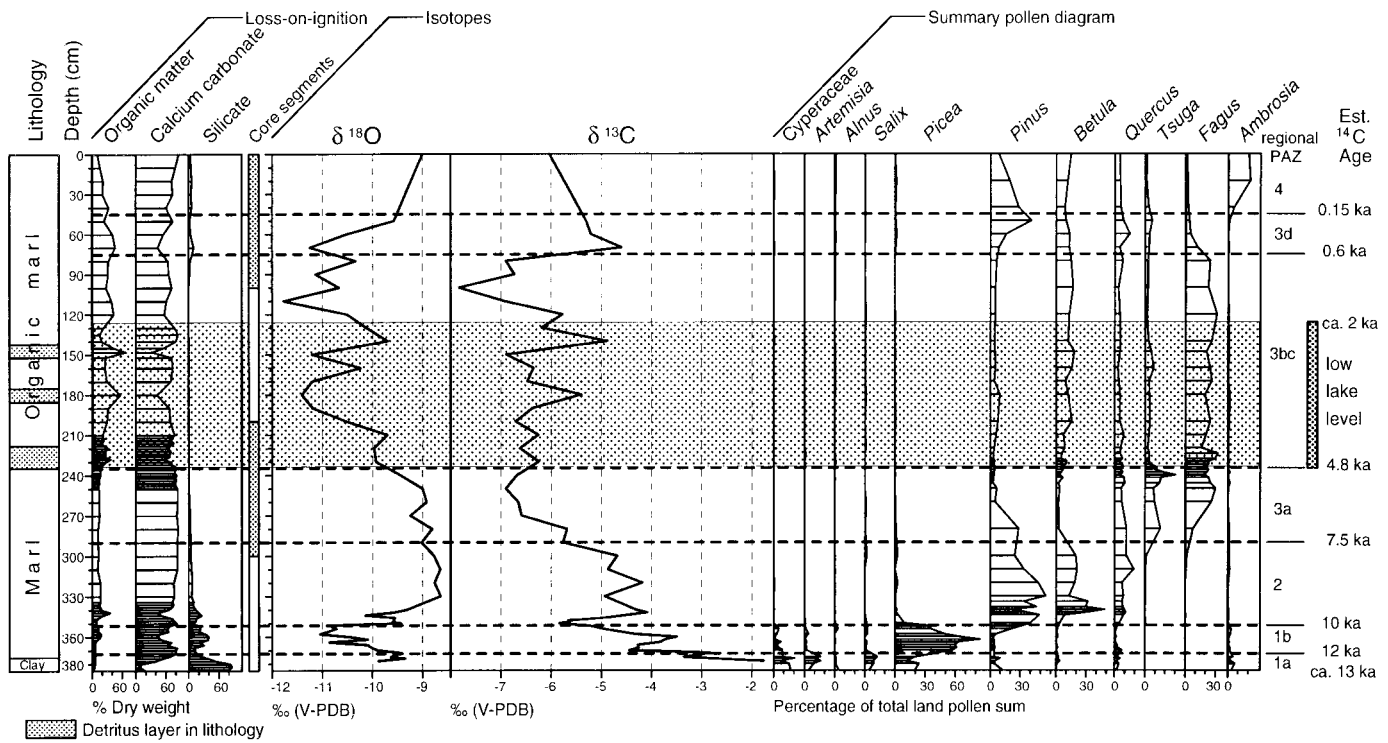 Loss-on-ignition
Isotopes
Summary pollen diagram
Lithology
Depth (cm)
Organic matter
Calcium carbonate
Silicate
Core segments
δ 18O
δ 13C
Cyperaceae
Artemisia
Alnus
Salix
Picea
Pinus
Betula
Quercus
Tsuga
Fagus
Ambrosia
regional
PAZ
Est.
14C
Age
0
30
60
90
120
150
180
210
240
270
300
330
360
380
Organic marl
Marl
Clay
4
3d
3bc
3a
2
1b
1a
0.15 ka
0.6 ka
ca. 2 ka
low
lake
level
4.8 ka
7.5 ka
10 ka
12 ka
ca. 13 ka
0 60 0 60 0 60
-12 -11 -10 -9
-7 -6 -5 -4 -3 -2
0 0 0 0 0 30 60 0 30 0 30 0 0 0 30 0
% Dry weight
‰ (V-PDB)
‰ (V-PDB)
Percentage of total land pollen sum
Detritus layer in lithology